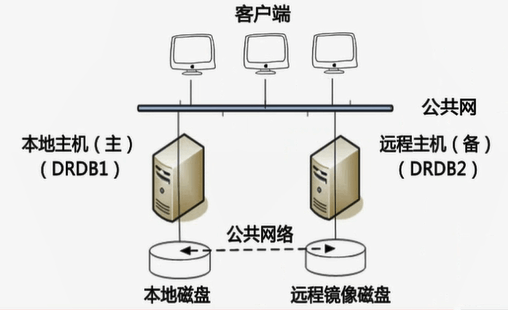 客户端
公共网
本地主机（主）
（DRDB1）
远程主机（备）
（DRDB2）
公共网络
本地磁盘
远程镜像磁盘